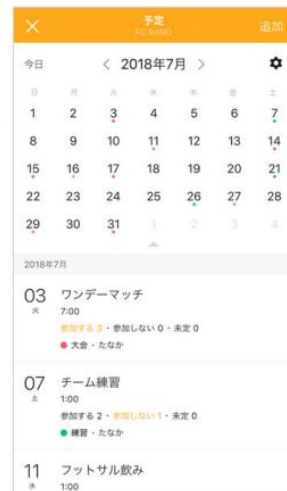 予定
FC BAND
追加
今日
< 2018年7月 >
日 月 火 水 木 金 土
1 2 3 4 5 6 7
8 9 10 11 12 13 14
15 16 17 18 19 20 21
22 23 24 25 26 27 28
29 30 31 1 2 3 4
2018年7月
03 ワンデーマッチ
火 7:00
参加する 3・参加しない 0・未定 0
大会・たなか
07 チーム練習
土 1:00
参加する 2・参加しない 1・未定 0
練習・たなか
11 フットサル飲み
水 1:00